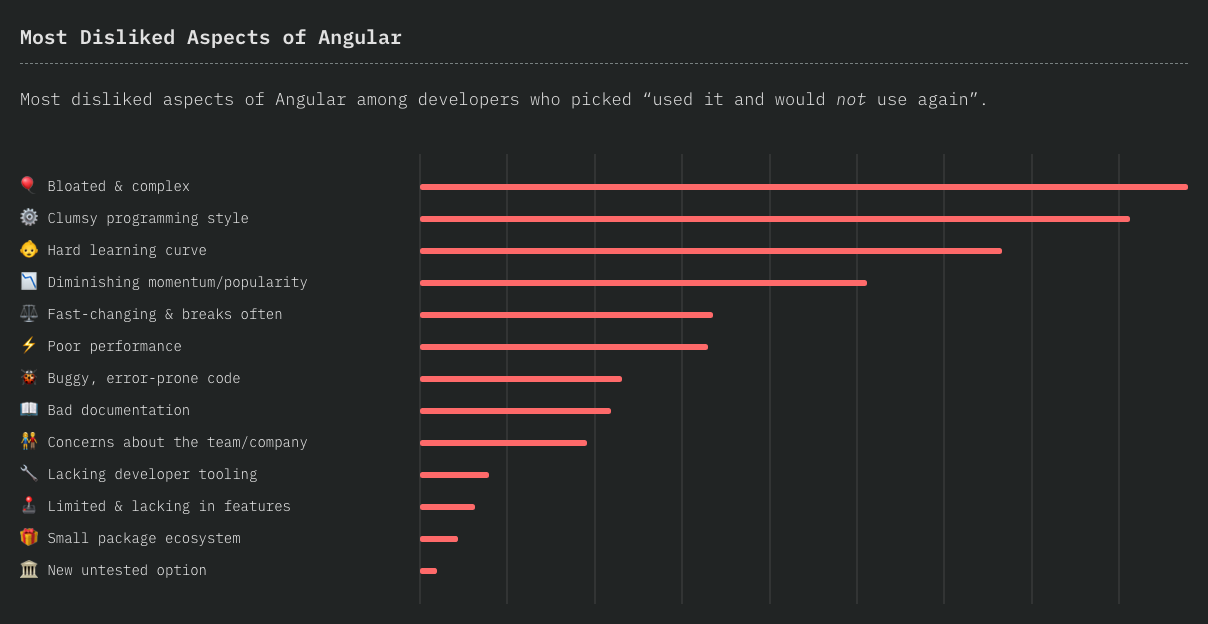 Most Disliked Aspects of Angular
Most disliked aspects of Angular among developers who picked “used it and would not use again”.
Bloated & complex
Clumsy programming style
Hard learning curve
Diminishing momentum/popularity
Fast-changing & breaks often
Poor performance
Buggy, error-prone code
Bad documentation
Concerns about the team/company
Lacking developer tooling
Limited & lacking in features
Small package ecosystem
New untested option